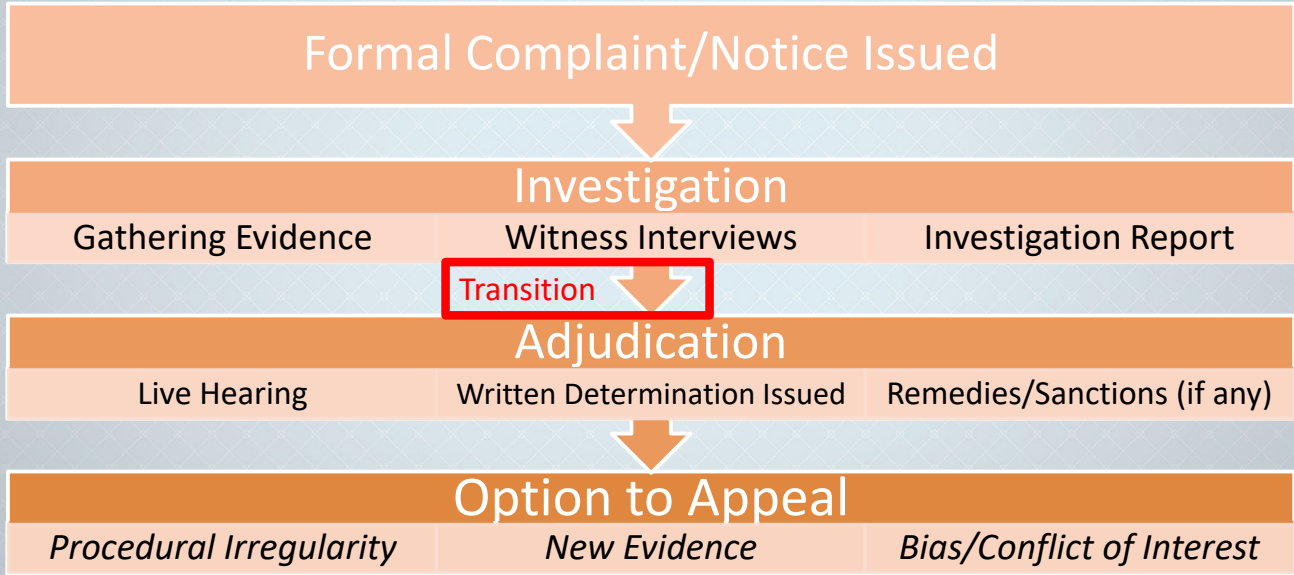 Formal Complaint/Notice Issued
Investigation
Gathering Evidence Witness Interviews Investigation Report
Transition
Adjudication
Live Hearing Written Determination Issued Remedies/Sanctions (if any)
Option to Appeal
Procedural Irregularity New Evidence Bias/Conflict of Interest